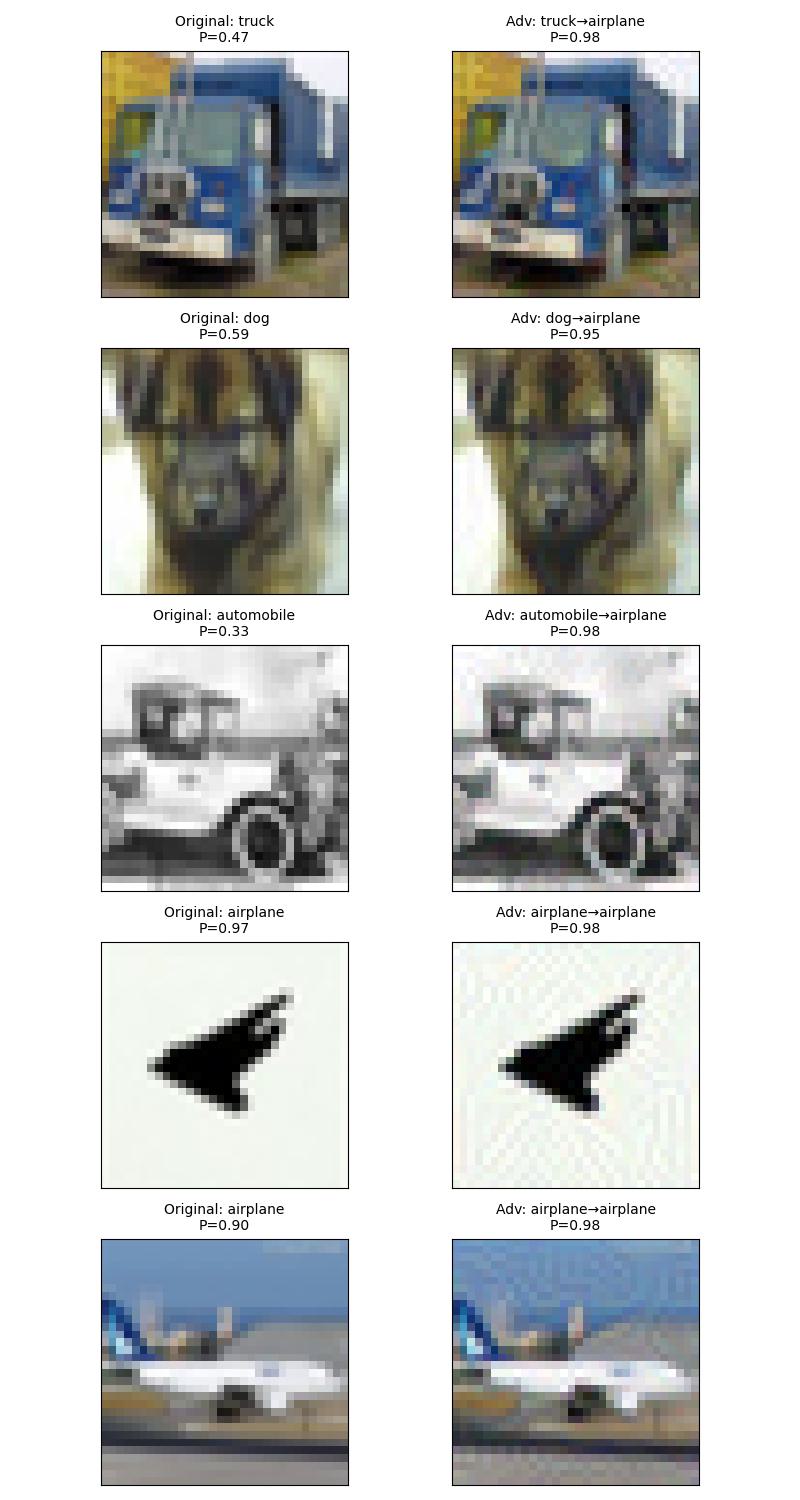 Original: truck
P=0.47
Adv: truck→airplane
P=0.98
Original: dog
P=0.59
Adv: dog→airplane
P=0.95
Original: automobile
P=0.33
Adv: automobile→airplane
P=0.98
Original: airplane
P=0.97
Adv: airplane→airplane
P=0.98
Original: airplane
P=0.90
Adv: airplane→airplane
P=0.98